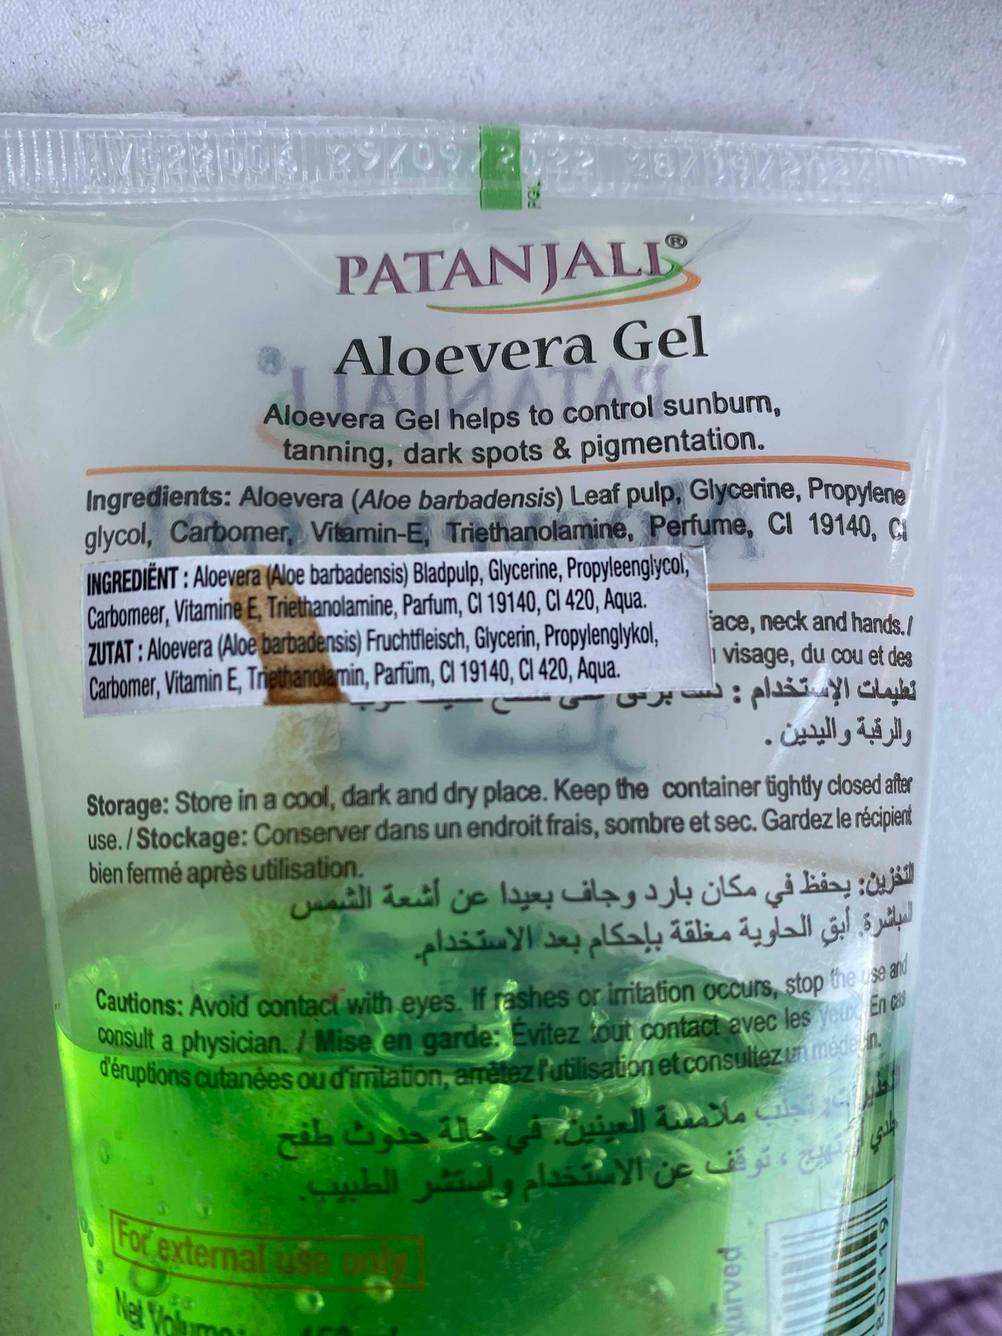 29/09/2022 28/09/202
PGL
PATANJALI®
Aloevera Gel
Aloevera Gel helps to control sunburn,
tanning, dark spots & pigmentation.
Ingredients: Aloevera (Aloe barbadensis) Leaf pulp, Glycerine, Propylene
glycol, Carbomer, Vitamin-E, Triethanolamine, Perfume, CI 19140, CI
INGREDIËNT : Aloevera (Aloe barbadensis) Bladpulp, Glycerine, Propyleenglycol,
Carbomeer, Vitamine E, Triethanolamine, Parfum, CI 19140, CI 420, Aqua.
ZUTAT : Aloevera (Aloe barbadensis) Fruchtfleisch, Glycerin, Propylenglykol,
Carbomer, Vitamin E, Triethanolamin, Parfüm, CI 19140, CI 420, Aqua.
ace, neck and hands./
visage, du cou et des
تعليمات الإستخدام :
والرقبة و اليدين .
Storage: Store in a cool, dark and dry place. Keep the container tightly closed after
use. / Stockage: Conserver dans un endroit frais, sombre et sec. Gardez le récipient
bien fermé après utilisation.
التخزين: يحفظ في مكان بارد وجاف بعيدا عن أشعة الشمس
المباشرة. أبق الحاوية مغلقة بإحكام بعد الاستخدام.
Cautions: Avoid contact with eyes. If rashes or irritation occurs, stop the use and
consult a physician. / Mise en garde: Évitez tout contact avec les yeux. En cas
d'éruptions cutanées ou d'irritation, arrêtez l'utilisation et consultez un médecin.
تجنب ملامسة العينين. في حالة حدوث طفح
جلدي أو تهيج ، توقف عن الاستخدام واستشر الطبيب.
For external use only
Net Volume: